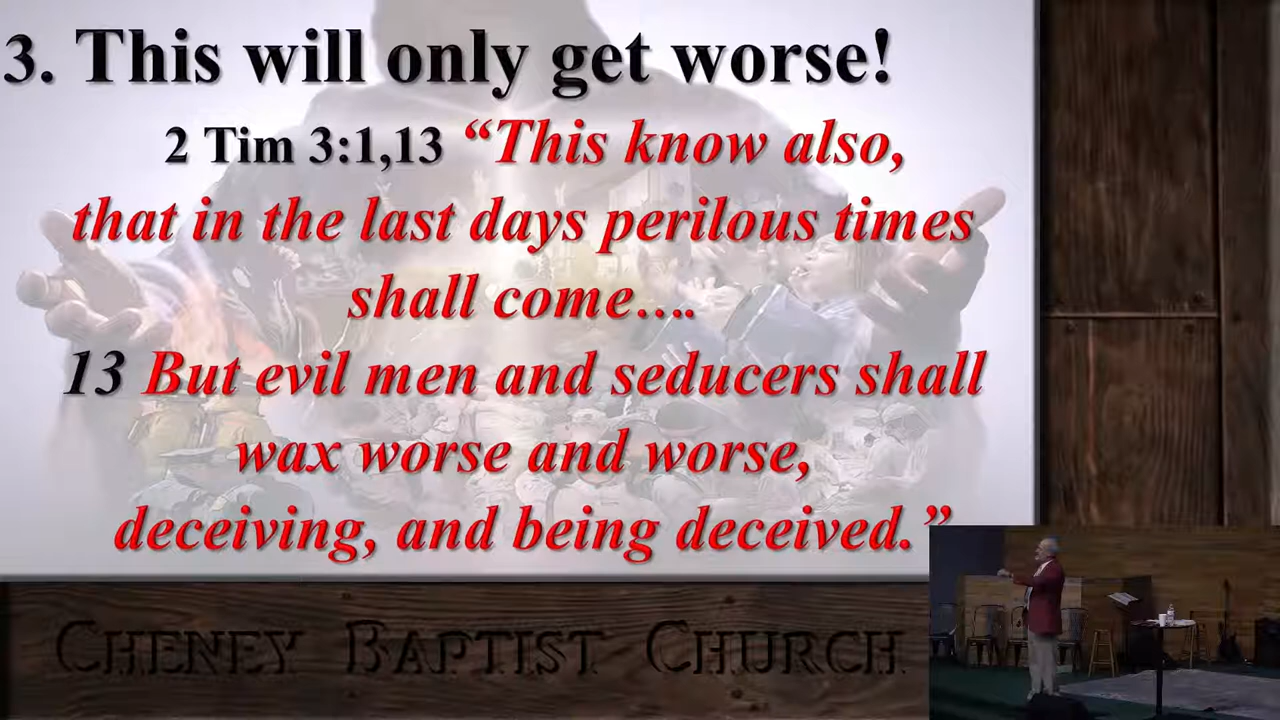 3. This will only get worse!
2 Tim 3:1,13 “This know also,
that in the last days perilous times
shall come....
13 But evil men and seducers shall
wax worse and worse,
deceiving, and being deceived.”
CHENEY BAPTIST CHURCH